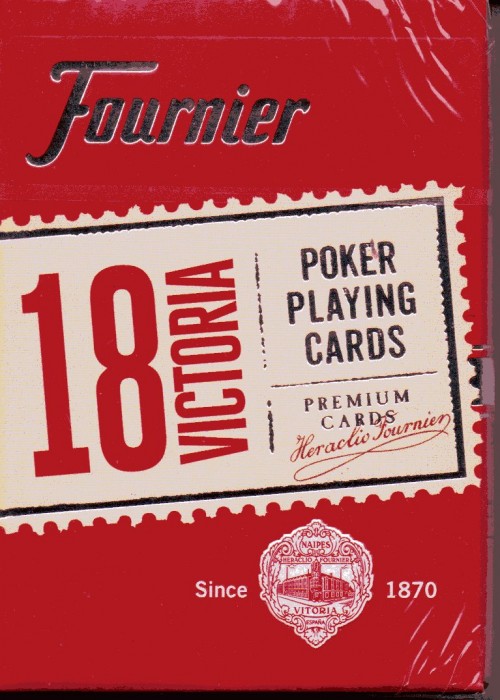 Fournier
18
VICTORIA
POKER
PLAYING
CARDS
PREMIUM
CARDS
Heraclio Fournier
Since
1870
NAIPES
HERACLIO FOURNIER
VITORIA
ESPAÑA